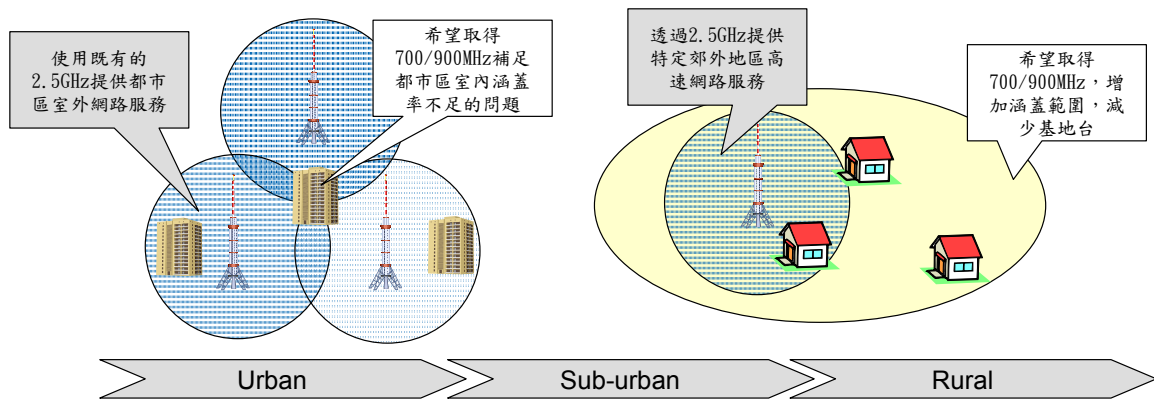 使用既有的
2.5GHz提供都市
區室外網路服務
希望取得
700/900MHz補足
都市區室內涵蓋
率不足的問題
透過2.5GHz提供
特定郊外地區高
速網路服務
希望取得
700/900MHz，增
加涵蓋範圍，減
少基地台
Urban
Sub-urban
Rural